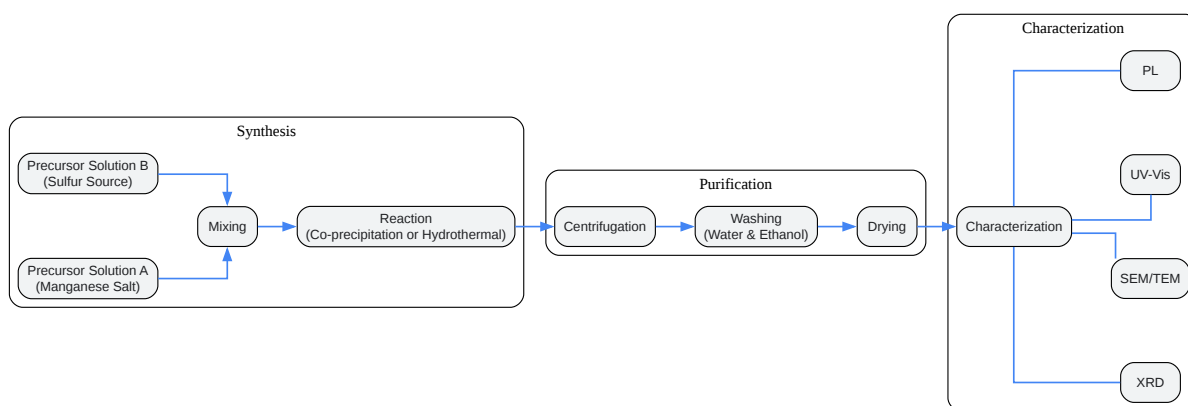 Synthesis
Precursor Solution B
(Sulfur Source)
Precursor Solution A
(Manganese Salt)
Mixing
Reaction
(Co-precipitation or Hydrothermal)
Purification
Centrifugation
Washing
(Water & Ethanol)
Drying
Characterization
Characterization
PL
UV-Vis
SEM/TEM
XRD